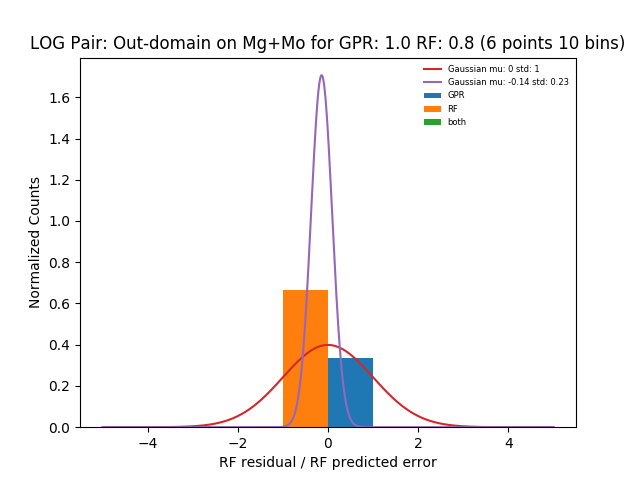 LOG Pair: Out-domain on Mg+Mo for GPR: 1.0 RF: 0.8 (6 points 10 bins)
Gaussian mu: 0 std: 1
Gaussian mu: -0.14 std: 0.23
GPR
RF
both
Normalized Counts
1.6
1.4
1.2
1.0
0.8
0.6
0.4
0.2
0.0
−4 −2 0 2 4
RF residual / RF predicted error